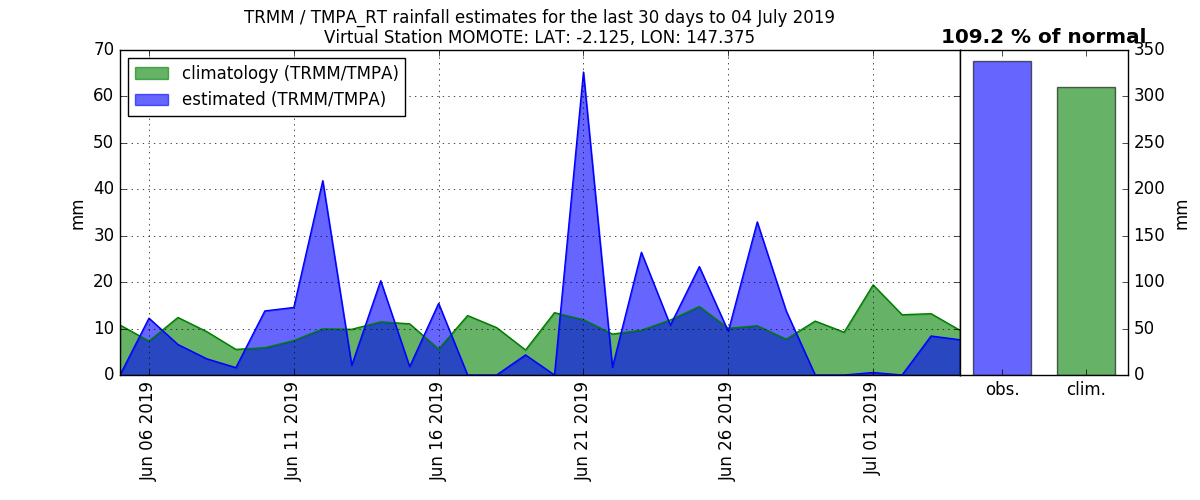 TRMM / TMPA_RT rainfall estimates for the last 30 days to 04 July 2019
Virtual Station MOMOTE: LAT: -2.125, LON: 147.375
109.2 % of normal
climatology (TRMM/TMPA)
estimated (TRMM/TMPA)
70
60
50
40
30
20
10
0
mm
Jun 06 2019
Jun 11 2019
Jun 16 2019
Jun 21 2019
Jun 26 2019
Jul 01 2019
obs.
clim.
350
300
250
200
150
100
50
0
mm